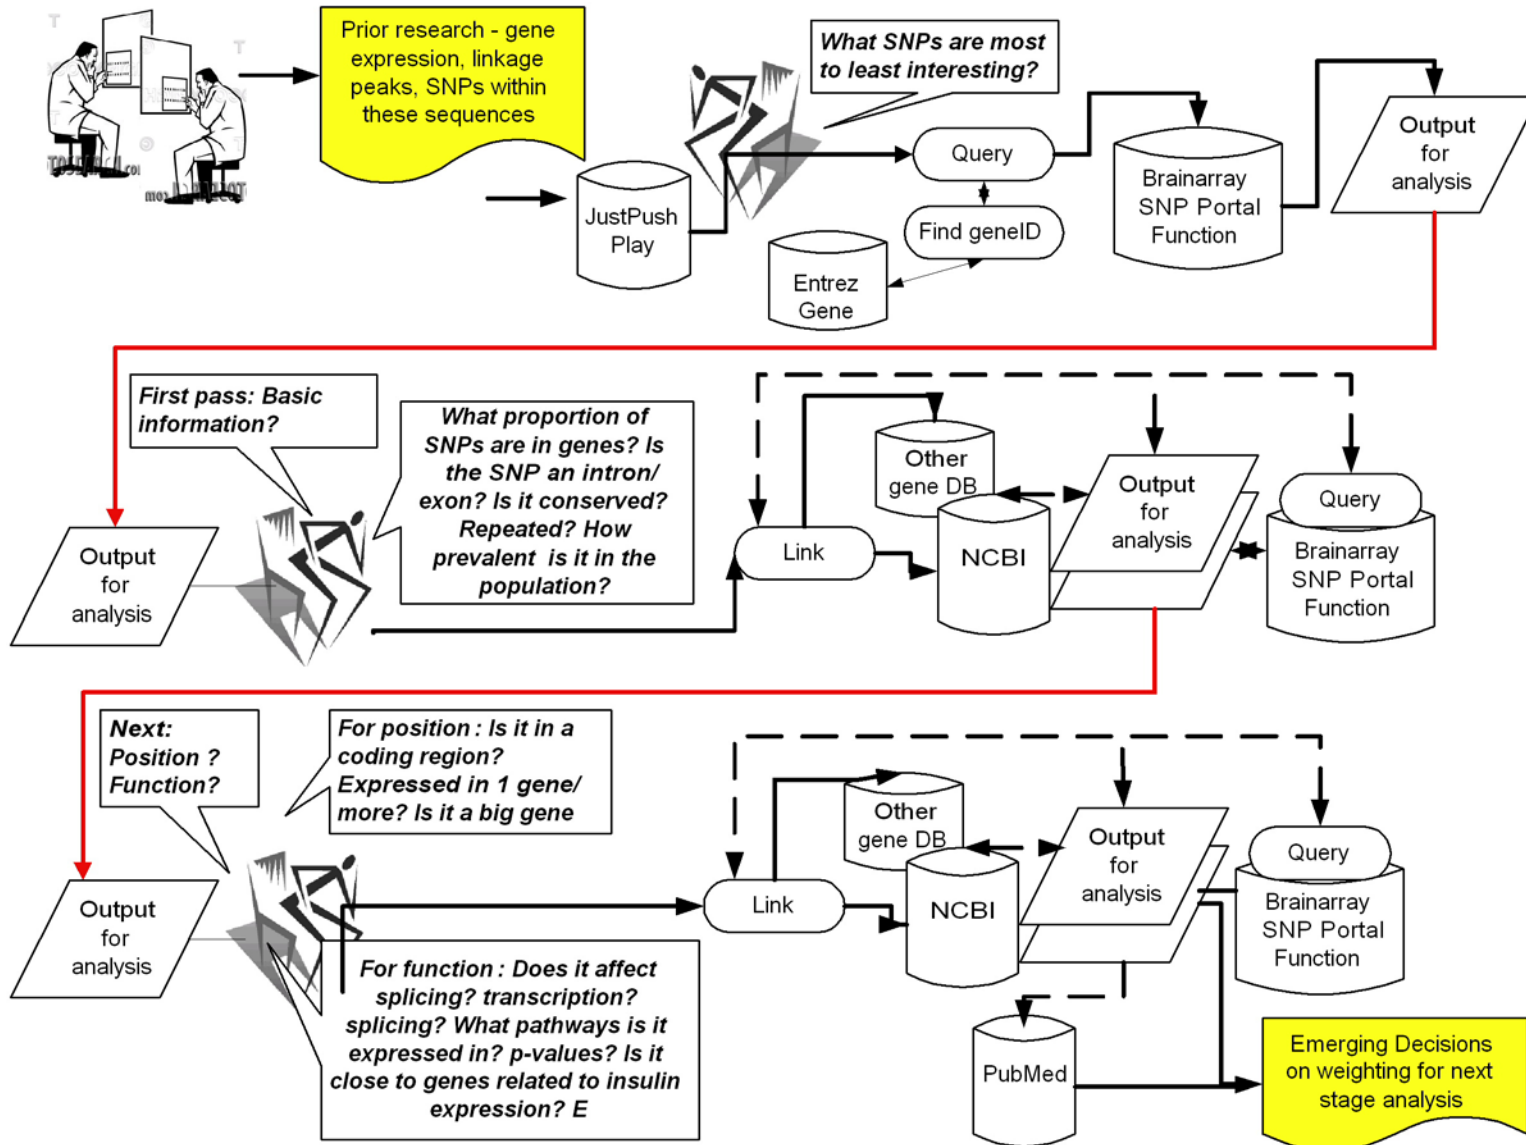 Prior research - gene
expression, linkage
peaks, SNPs within
these sequences
What SNPs are most
to least interesting?
JustPush
Play
Query
Find geneID
Entrez
Gene
Brainarray
SNP Portal
Function
Output
for
analysis
First pass: Basic
information?
What proportion of
SNPs are in genes? Is
the SNP an intron/
exon? Is it conserved?
Repeated? How
prevalent is it in the
population?
Output
for
analysis
Link
Other
gene DB
NCBI
Output
for
analysis
Query
Brainarray
SNP Portal
Function
Next:
Position ?
Function?
For position : Is it in a
coding region?
Expressed in 1 gene/
more? Is it a big gene
Output
for
analysis
For function : Does it affect
splicing? transcription?
splicing? What pathways is it
expressed in? p-values? Is it
close to genes related to insulin
expression? E
Link
Other
gene DB
NCBI
Output
for
analysis
Query
Brainarray
SNP Portal
Function
PubMed
Emerging Decisions
on weighting for next
stage analysis